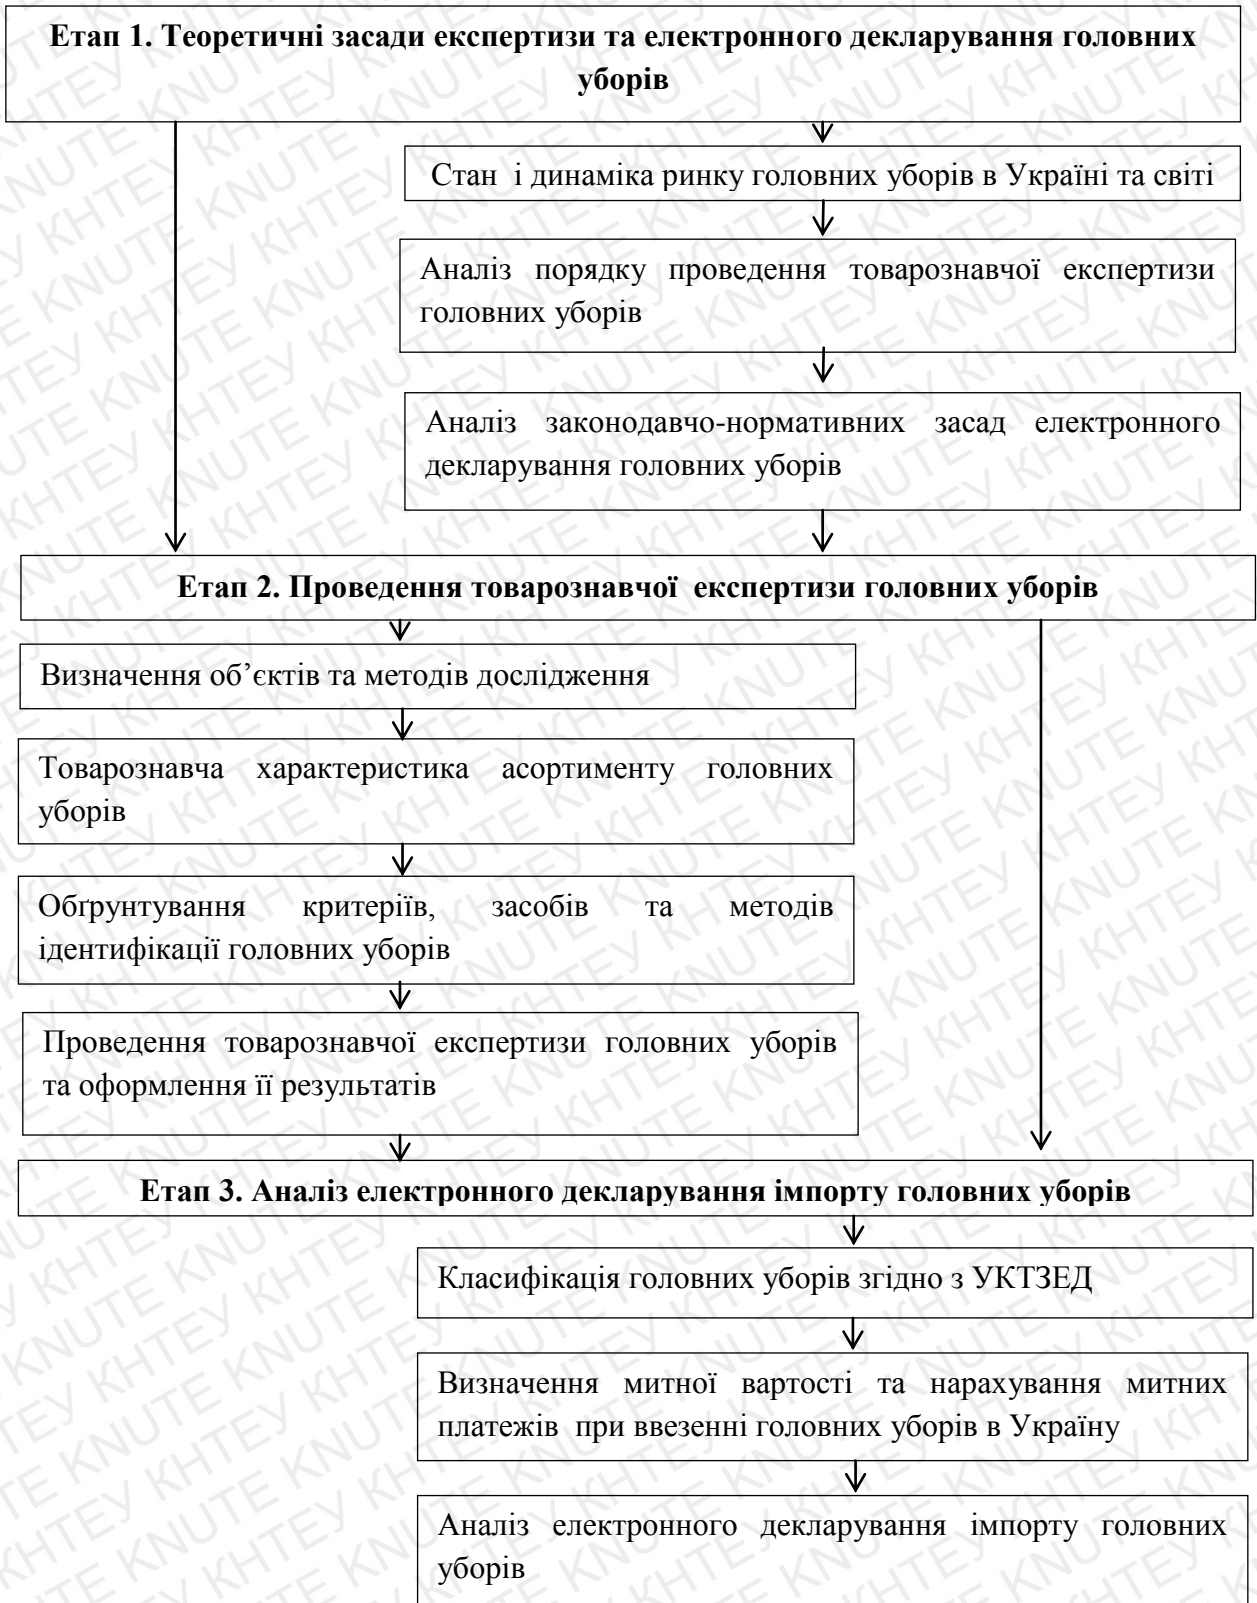 Етап 1. Теоретичні засади експертизи та електронного декларування головних
уборів
Стан і динаміка ринку головних уборів в Україні та світі
Аналіз порядку проведення товарознавчої експертизи
головних уборів
Аналіз законодавчо-нормативних засад електронного
декларування головних уборів
Етап 2. Проведення товарознавчої експертизи головних уборів
Визначення об’єктів та методів дослідження
Товарознавча характеристика асортименту головних
уборів
Обґрунтування критеріїв, засобів та методів
ідентифікації головних уборів
Проведення товарознавчої експертизи головних уборів
та оформлення її результатів
Етап 3. Аналіз електронного декларування імпорту головних уборів
Класифікація головних уборів згідно з УКТЗЕД
Визначення митної вартості та нарахування митних
платежів при ввезенні головних уборів в Україну
Аналіз електронного декларування імпорту головних
уборів